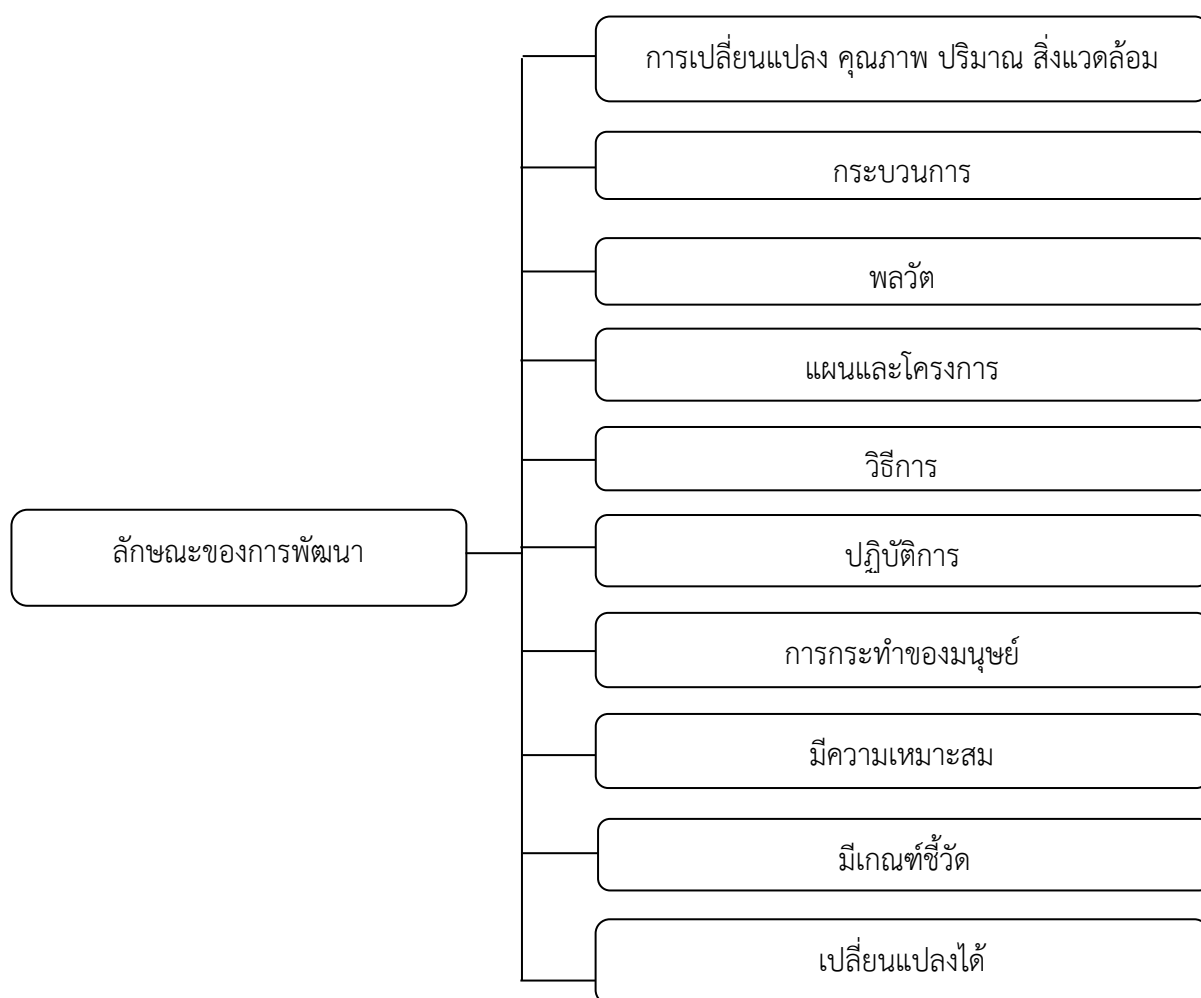 การเปลี่ยนแปลง คุณภาพ ปริมาณ สิ่งแวดล้อม
กระบวนการ
พลวัต
แผนและโครงการ
วิธีการ
ลักษณะของการพัฒนา
ปฏิบัติการ
การกระทำของมนุษย์
มีความเหมาะสม
มีเกณฑ์ชี้วัด
เปลี่ยนแปลงได้